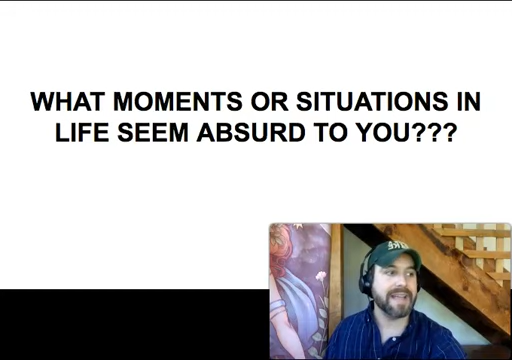 WHAT MOMENTS OR SITUATIONS IN
LIFE SEEM ABSURD TO YOU???